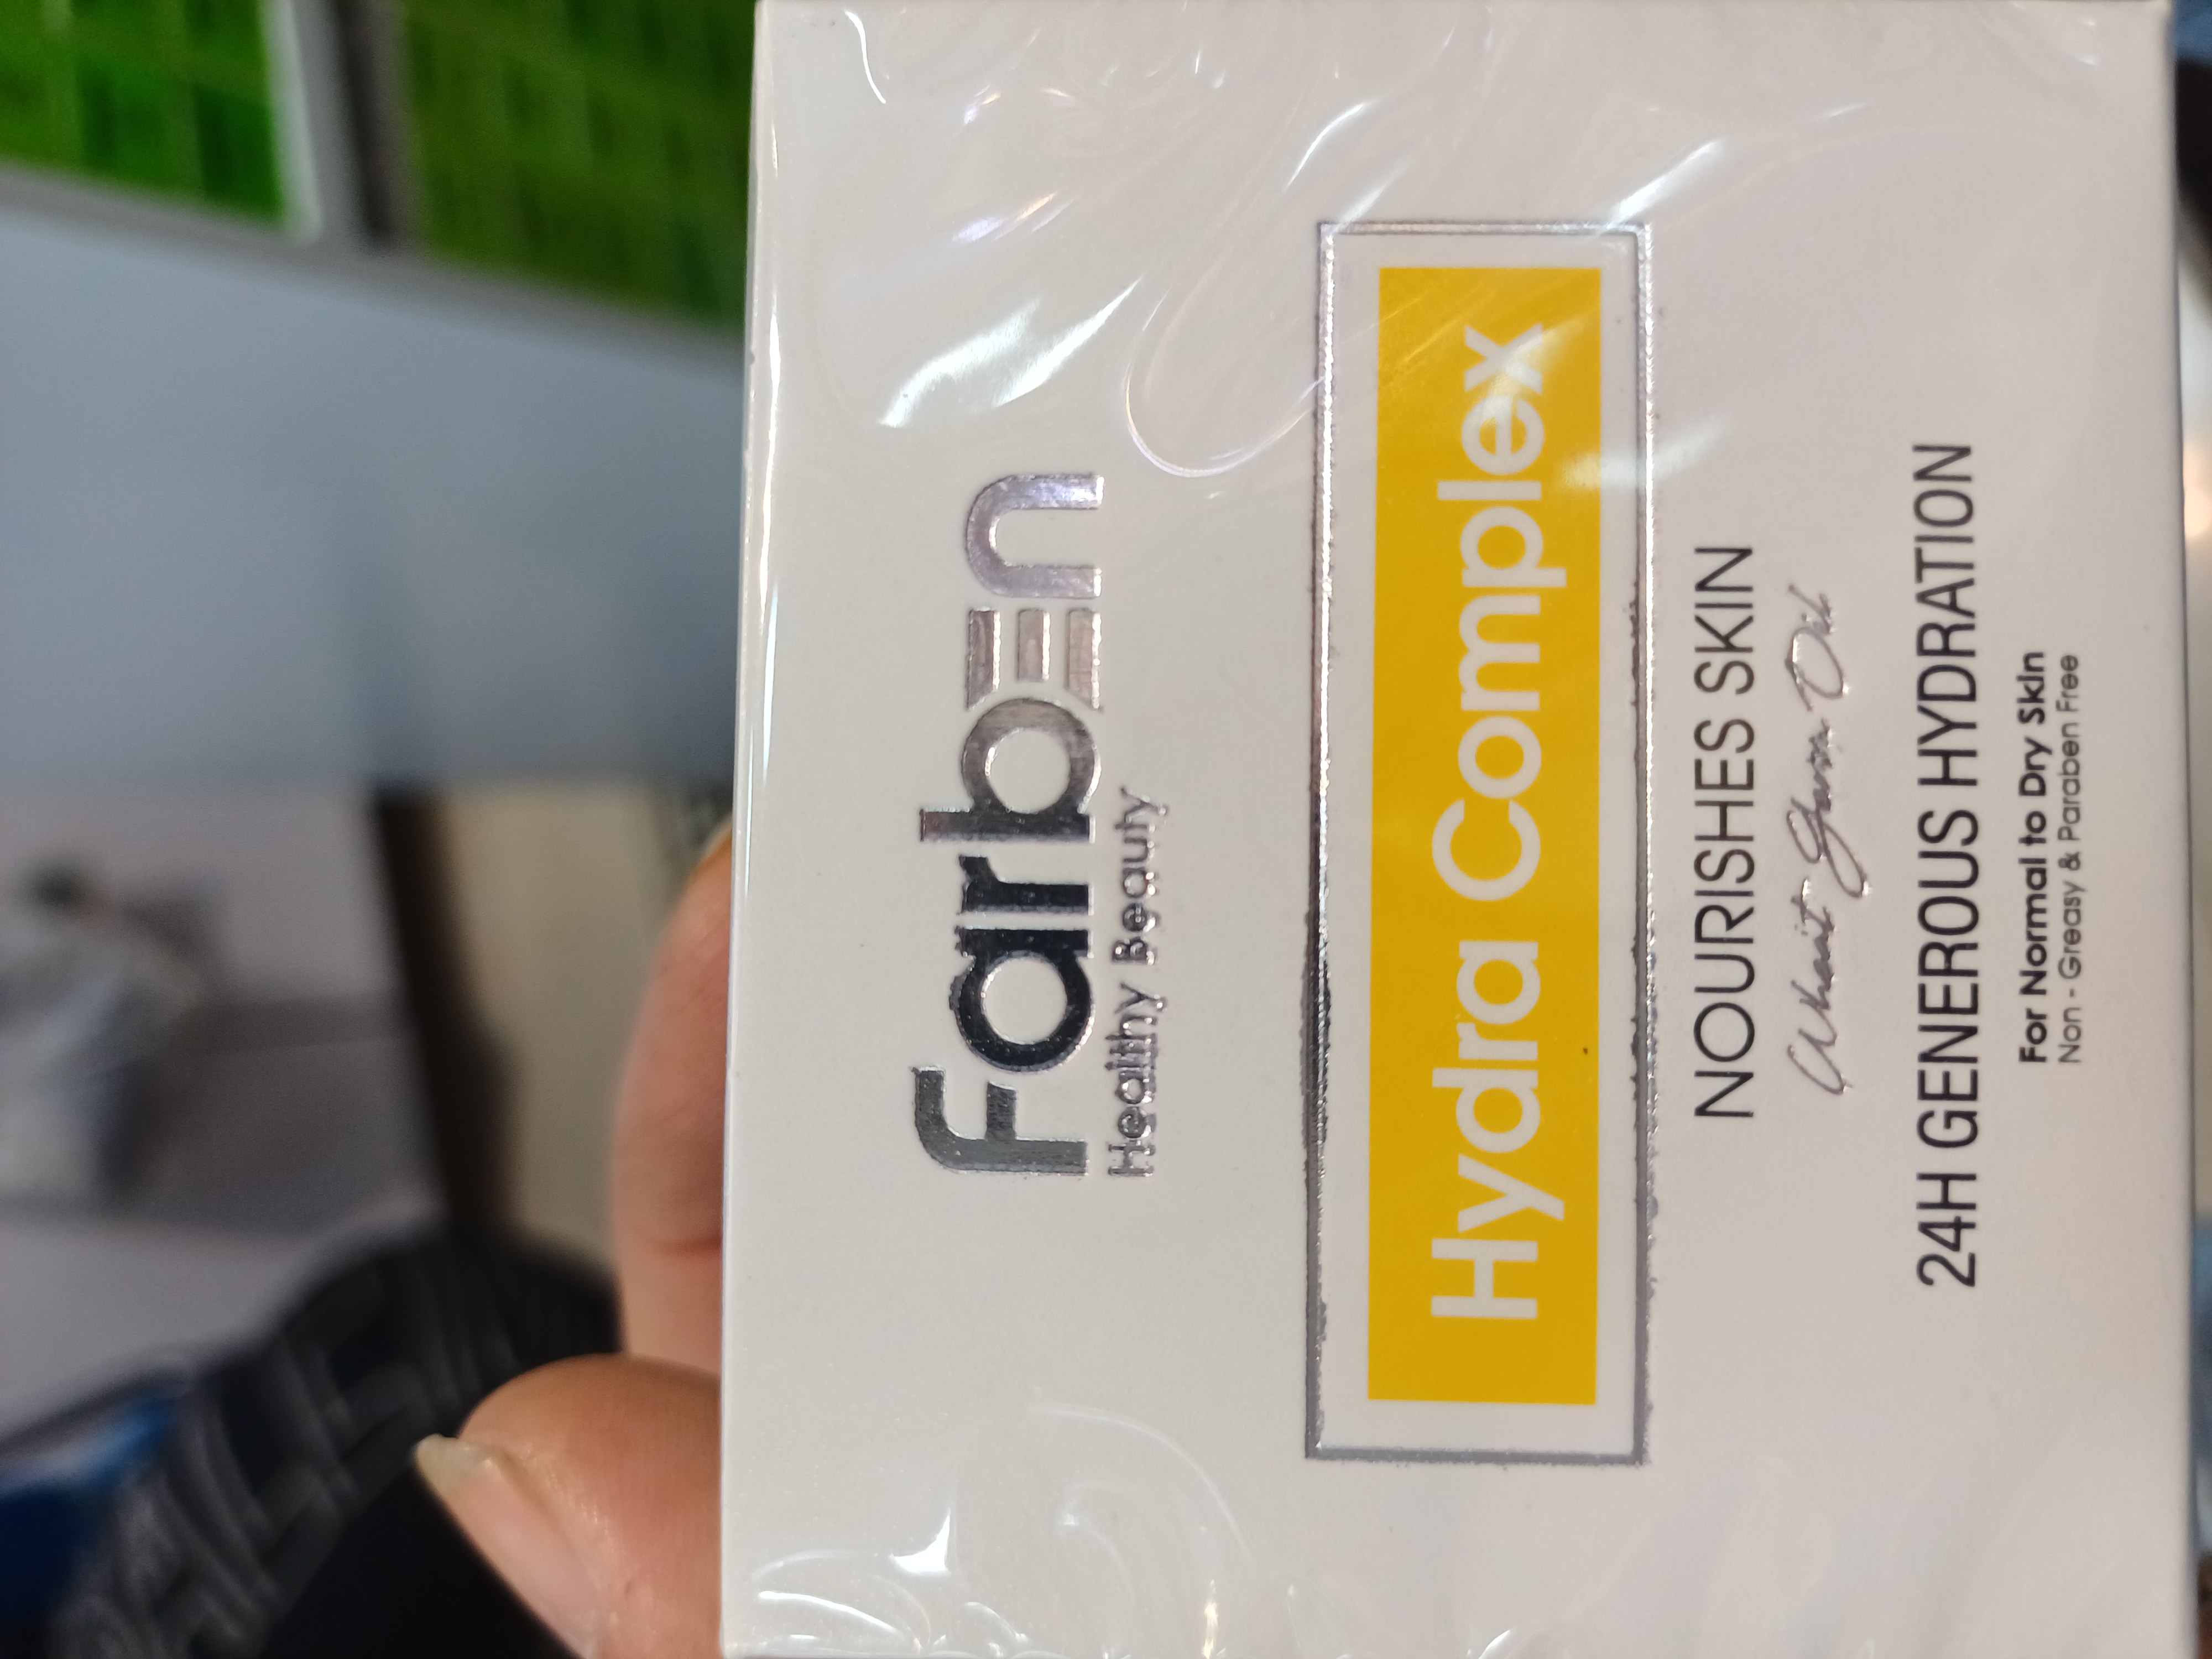 Farben
Healthy Beauty
Hydra Complex
NOURISHES SKIN
Whait Germ Oil
24H GENEROUS HYDRATION
For Normal to Dry Skin
Non - Greasy & Paraben Free